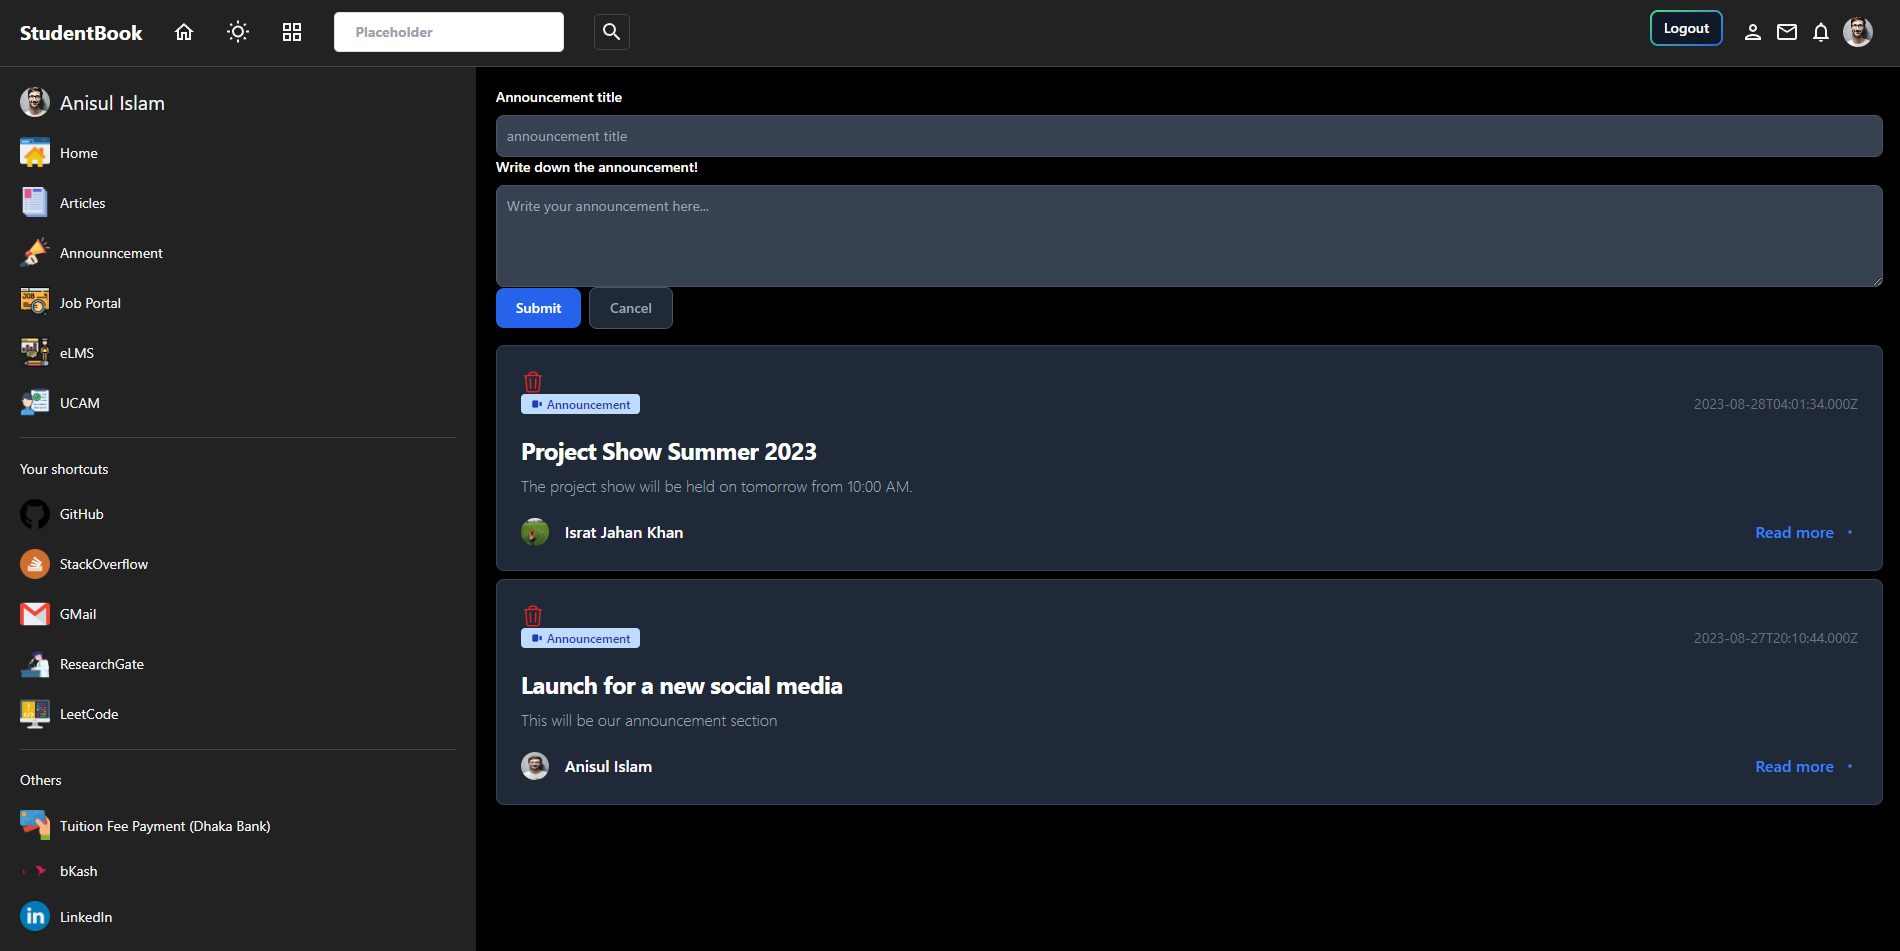 StudentBook
Placeholder
Logout
Anisul Islam
Home
Articles
Announncement
Job Portal
eLMS
UCAM
Your shortcuts
GitHub
StackOverflow
GMail
ResearchGate
LeetCode
Others
Tuition Fee Payment (Dhaka Bank)
bKash
LinkedIn
Announcement title
announcement title
Write down the announcement!
Write your announcement here...
Submit Cancel
Announcement 2023-08-28T04:01:34.000Z
Project Show Summer 2023
The project show will be held on tomorrow from 10:00 AM.
Israt Jahan Khan Read more
Announcement 2023-08-27T20:10:44.000Z
Launch for a new social media
This will be our announcement section
Anisul Islam Read more